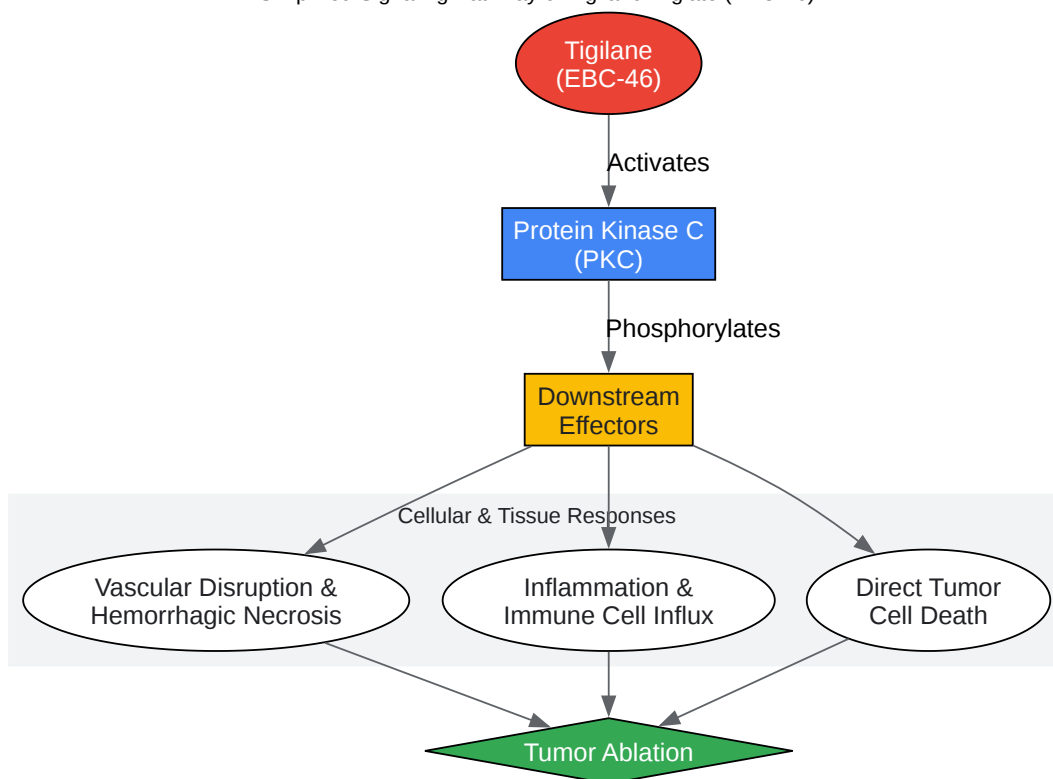 Tigilane
(EBC-46)
Activates
Protein Kinase C
(PKC)
Phosphorylates
Downstream
Effectors
Cellular & Tissue Responses
Vascular Disruption &
Hemorrhagic Necrosis
Inflammation &
Immune Cell Influx
Direct Tumor
Cell Death
Tumor Ablation